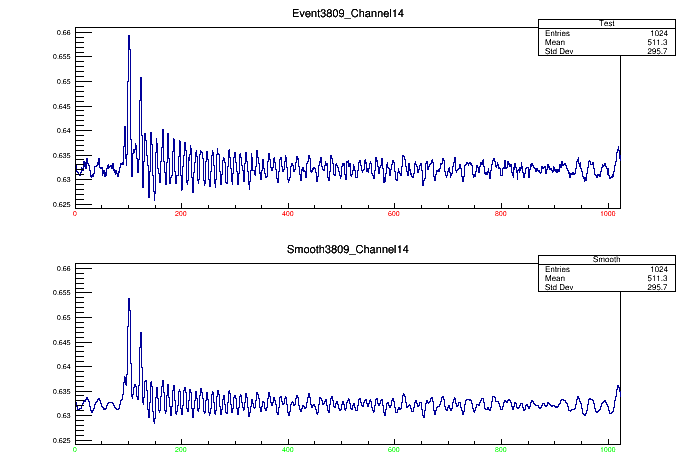 Event3809_Channel14
Test
Entries 1024
Mean 511.3
Std Dev 295.7
0.66
0.655
0.65
0.645
0.64
0.635
0.63
0.625
0 200 400 600 800 1000
Smooth3809_Channel14
Smooth
Entries 1024
Mean 511.3
Std Dev 295.7
0.66
0.655
0.65
0.645
0.64
0.635
0.63
0.625
0 200 400 600 800 1000